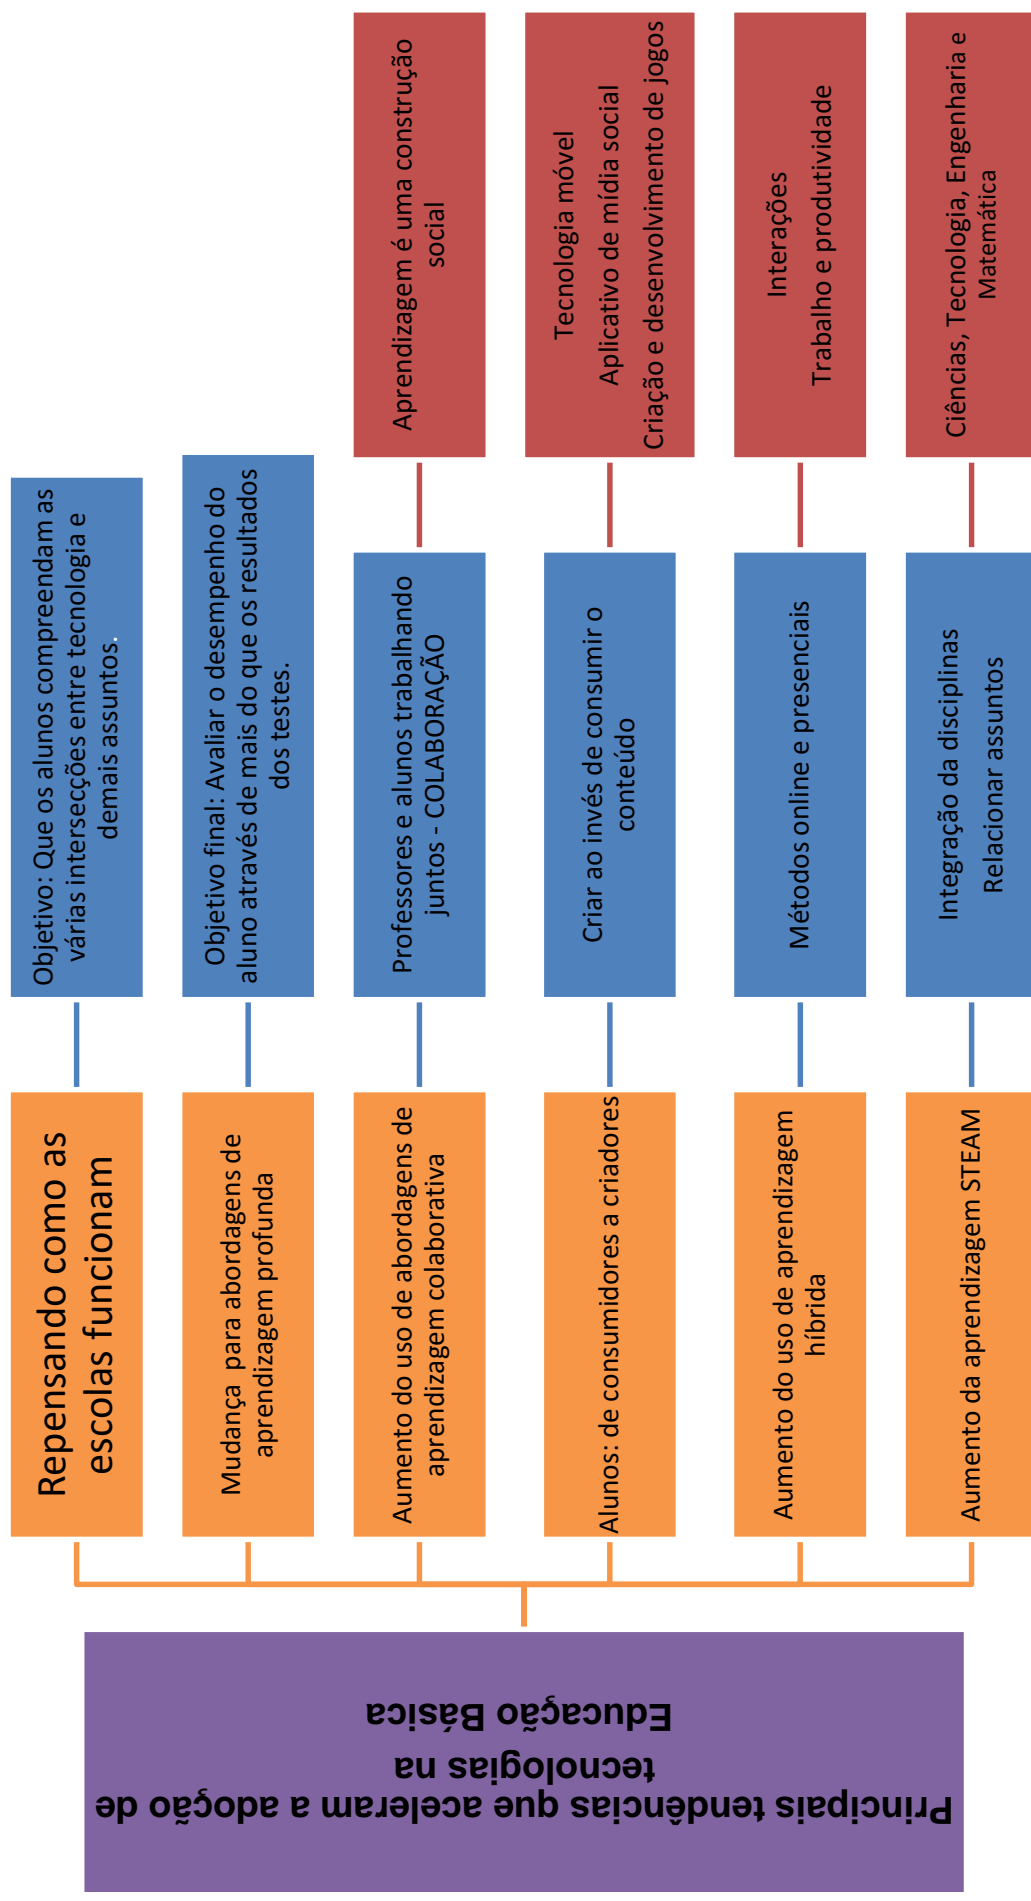 Principais tendências que aceleram a adoção de
tecnologias na
Educação Básica
Repensando como as
escolas funcionam
Objetivo: Que os alunos compreendam as
várias intersecções entre tecnologia e
demais assuntos.
Mudança para abordagens de
aprendizagem profunda
Objetivo final: Avaliar o desempenho do
aluno através de mais do que os resultados
dos testes.
Aumento do uso de abordagens de
aprendizagem colaborativa
Professores e alunos trabalhando
juntos - COLABORAÇÃO
Aprendizagem é uma construção
social
Alunos: de consumidores a criadores
Criar ao invés de consumir o
conteúdo
Tecnologia móvel
Aplicativo de mídia social
Criação e desenvolvimento de jogos
Aumento do uso de aprendizagem
híbrida
Métodos online e presenciais
Interações
Trabalho e produtividade
Aumento da aprendizagem STEAM
Integração da disciplinas
Relacionar assuntos
Ciências, Tecnologia, Engenharia e
Matemática